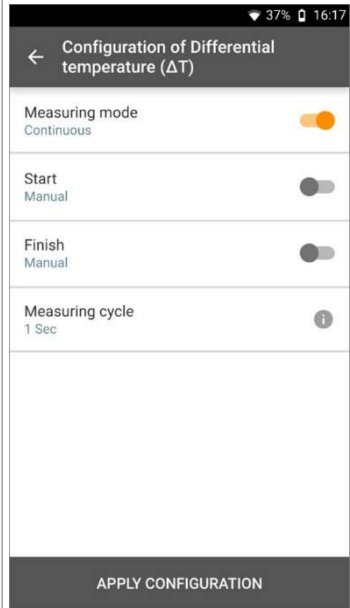 37% 16:17
Configuration of Differential
temperature (ΔT)
Measuring mode
Continuous
Start
Manual
Finish
Manual
Measuring cycle
1 Sec
APPLY CONFIGURATION